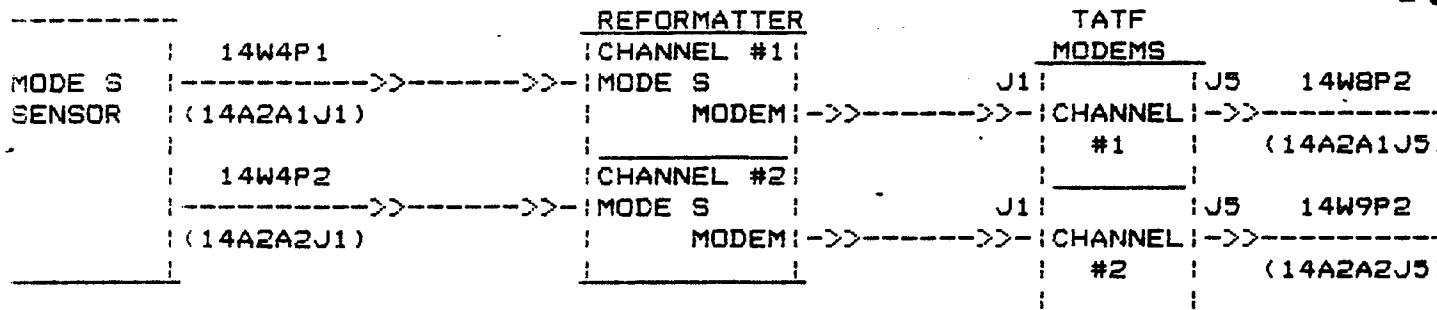 REFORMATTER TATF
14W4P1 CHANNEL #1 MODEMS
MODE S MODE S J1 J5 14W8P2
SENSOR (14A2A1J1) MODEM CHANNEL
#1 (14A2A1J5
14W4P2 CHANNEL #2
MODE S J1 J5 14W9P2
(14A2A2J1) MODEM CHANNEL
#2 (14A2A2J5